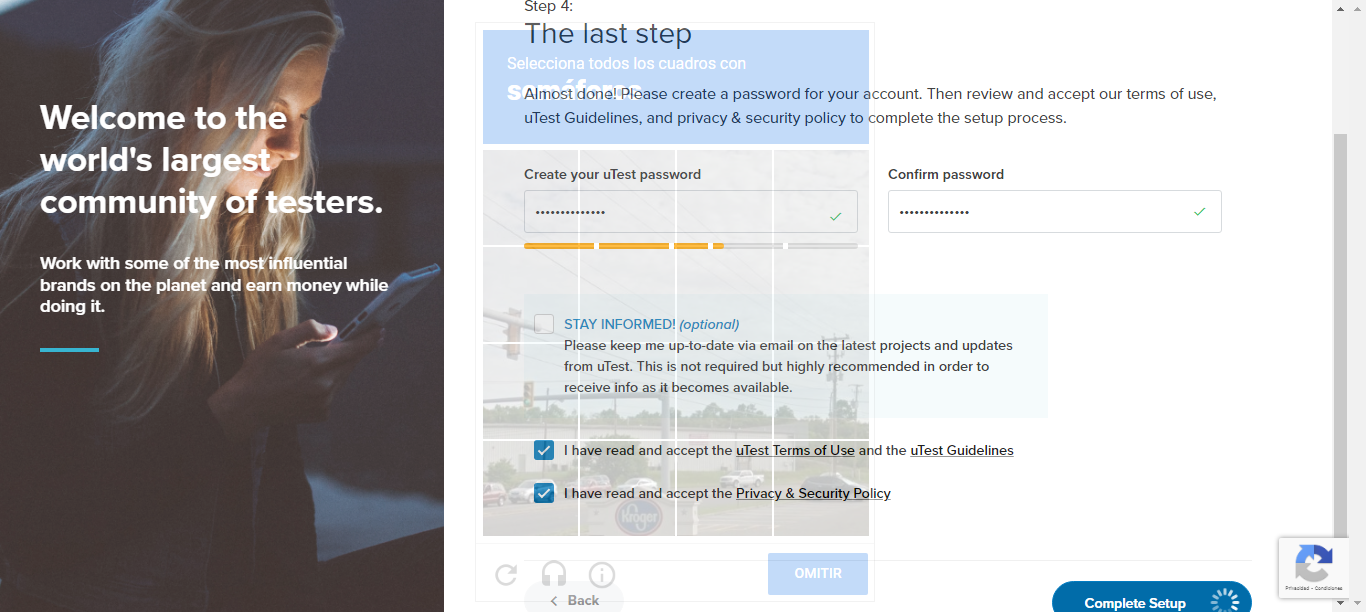 Welcome to the
world's largest
community of testers.
Work with some of the most influential
brands on the planet and earn money while
doing it.
Step 4:
The last step
Selecciona todos los cuadros con
semáforos
Almost done! Please create a password for your account. Then review and accept our terms of use,
uTest Guidelines, and privacy & security policy to complete the setup process.
Create your uTest password
Confirm password
STAY INFORMED! (optional)
Please keep me up-to-date via email on the latest projects and updates
from uTest. This is not required but highly recommended in order to
receive info as it becomes available.
I have read and accept the uTest Terms of Use and the uTest Guidelines
I have read and accept the Privacy & Security Policy
Kroger
OMITIR
Back
Complete Setup
Privacidad - Condiciones